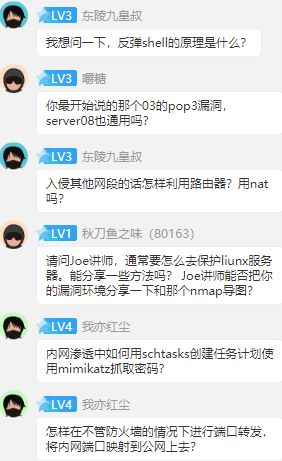 LV3 东陵九皇叔
我想问一下，反弹shell的原理是什么？
LV3 嚼糖
你最开始说的那个03的pop3漏洞，
server08也通用吗？
LV3 东陵九皇叔
入侵其他网段的话怎样利用路由器？用nat
吗？
LV1 秋刀鱼之味（80163）
请问Joe讲师，通常要怎么去保护liunx服务
器。能分享一些方法吗？ Joe讲师能否把你
的漏洞环境分享一下和那个nmap导图？
LV4 我亦红尘
内网渗透中如何用schtasks创建任务计划使
用mimikatz抓取密码？
LV4 我亦红尘
怎样在不管防火墙的情况下进行端口转发，
将内网端口映射到公网上去？